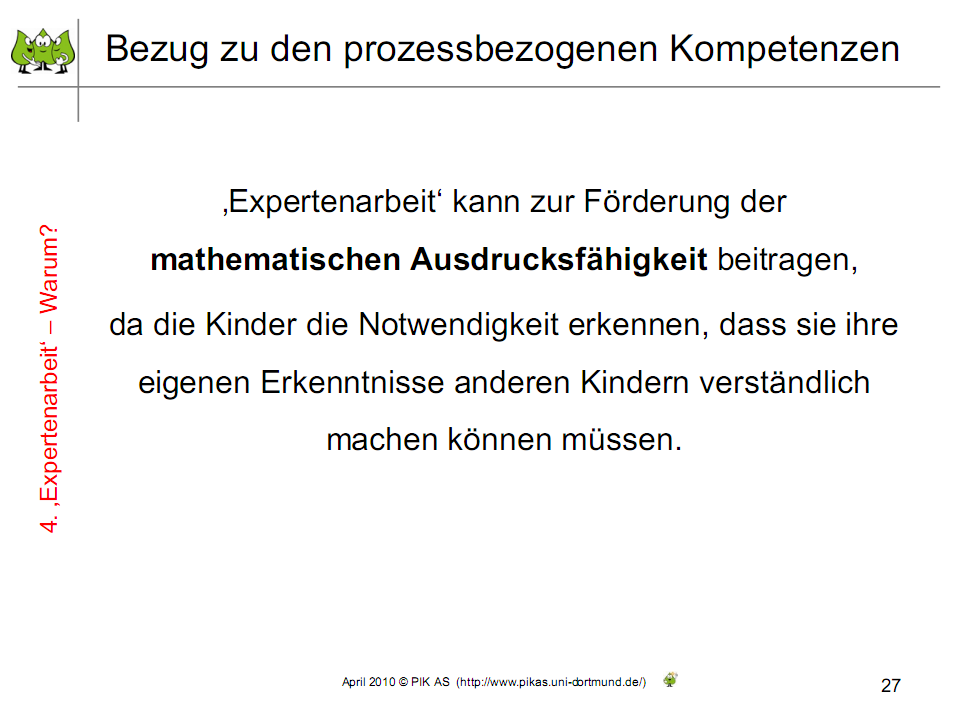 Bezug zu den prozessbezogenen Kompetenzen
4. ‚Expertenarbeit‘ – Warum?
‚Expertenarbeit‘ kann zur Förderung der
mathematischen Ausdrucksfähigkeit beitragen,
da die Kinder die Notwendigkeit erkennen, dass sie ihre
eigenen Erkenntnisse anderen Kindern verständlich
machen können müssen.
April 2010 © PIK AS (http://www.pikas.uni-dortmund.de/)
27